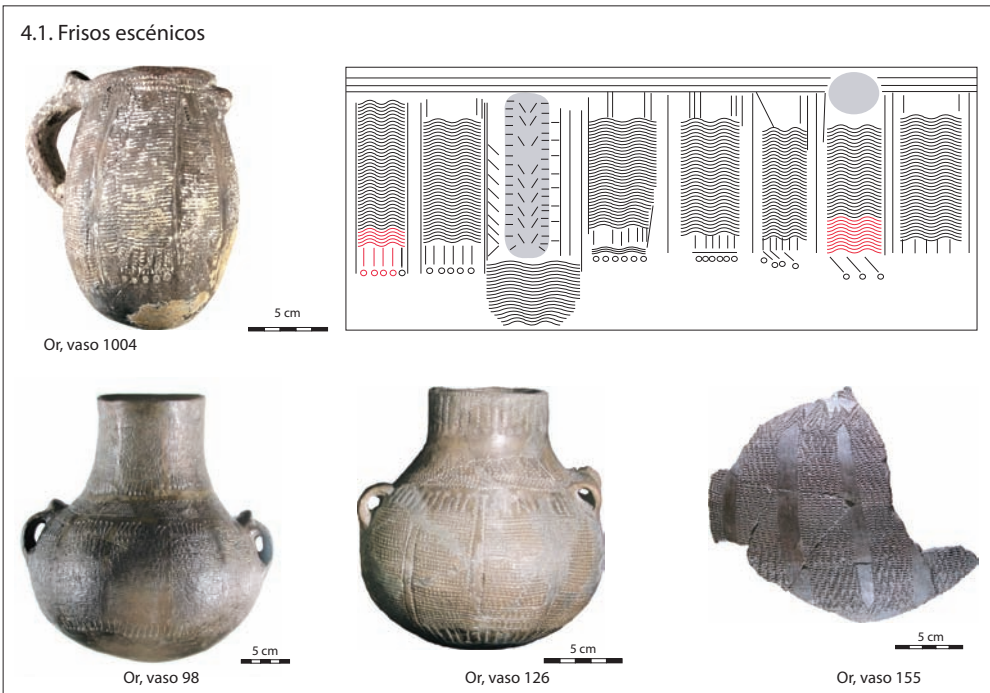 4.1. Frisos escénicos
5 cm
Or, vaso 1004
5 cm
Or, vaso 98
5 cm
Or, vaso 126
5 cm
Or, vaso 155